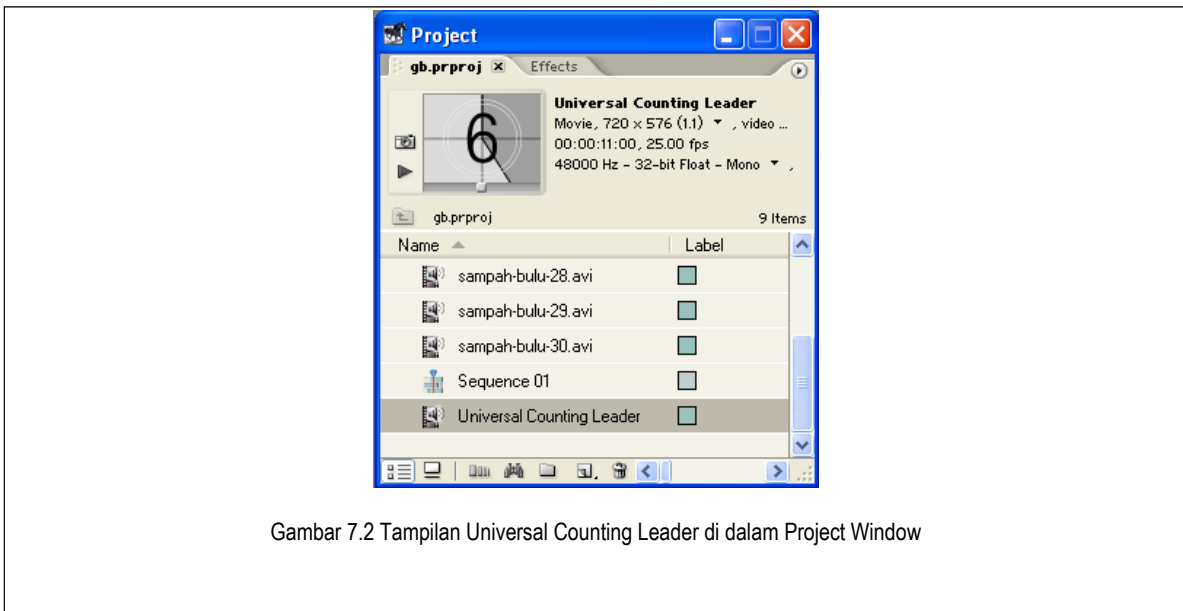 Project
gb.prproj Effects
6
Universal Counting Leader
Movie, 720 x 576 (1.1) , video ...
00:00:11:00, 25.00 fps
48000 Hz - 32-bit Float - Mono ,
gb.prproj 9 Items
Name Label
sampah-bulu-28.avi
sampah-bulu-29.avi
sampah-bulu-30.avi
Sequence 01
Universal Counting Leader
Gambar 7.2 Tampilan Universal Counting Leader di dalam Project Window